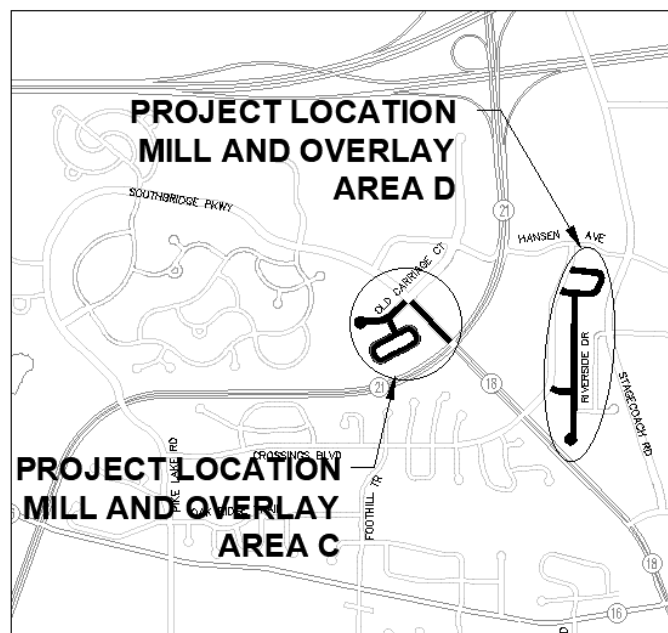 PROJECT LOCATION
MILL AND OVERLAY
AREA D
SOUTHBRIDGE PKWY
21
HANSEN AVE
OLD CARRIAGE CT
RIVERSIDE DR
21
18
STAGECOACH RD
CROSSINGS BLVD
PROJECT LOCATION
MILL AND OVERLAY
AREA C
PIKE LAKE RD
FOOTHILL TR
18
16